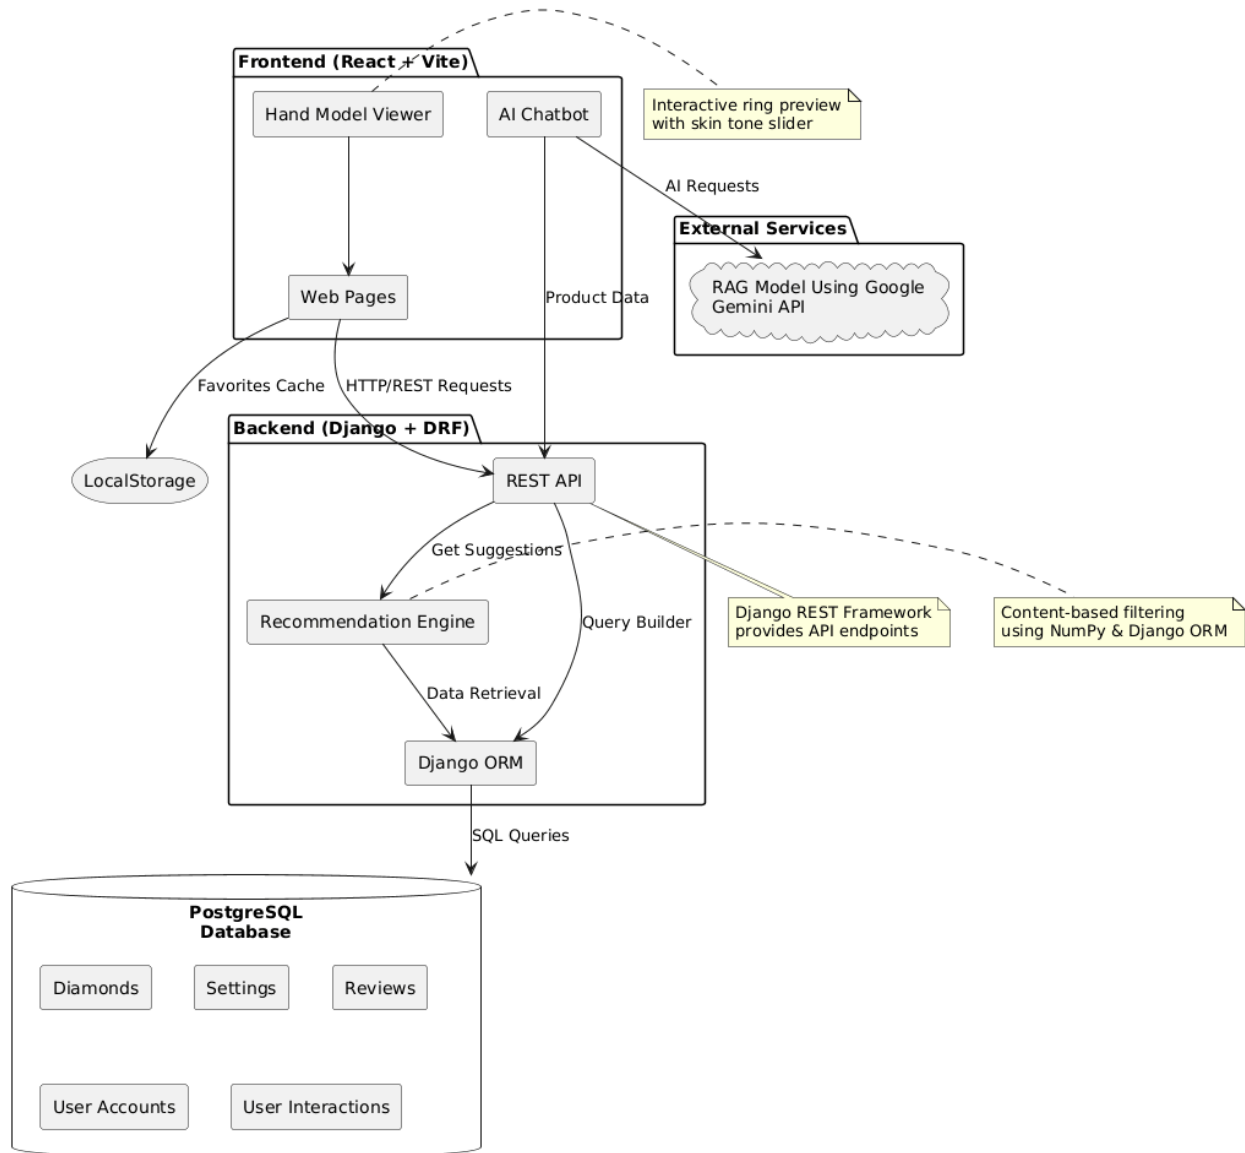 Frontend (React + Vite)
Hand Model Viewer
AI Chatbot
Interactive ring preview
with skin tone slider
AI Requests
External Services
RAG Model Using Google
Gemini API
Web Pages
Product Data
Favorites Cache
HTTP/REST Requests
Backend (Django + DRF)
LocalStorage
REST API
Get Suggestions
Recommendation Engine
Query Builder
Django REST Framework
provides API endpoints
Content-based filtering
using NumPy & Django ORM
Data Retrieval
Django ORM
SQL Queries
PostgreSQL
Database
Diamonds
Settings
Reviews
User Accounts
User Interactions